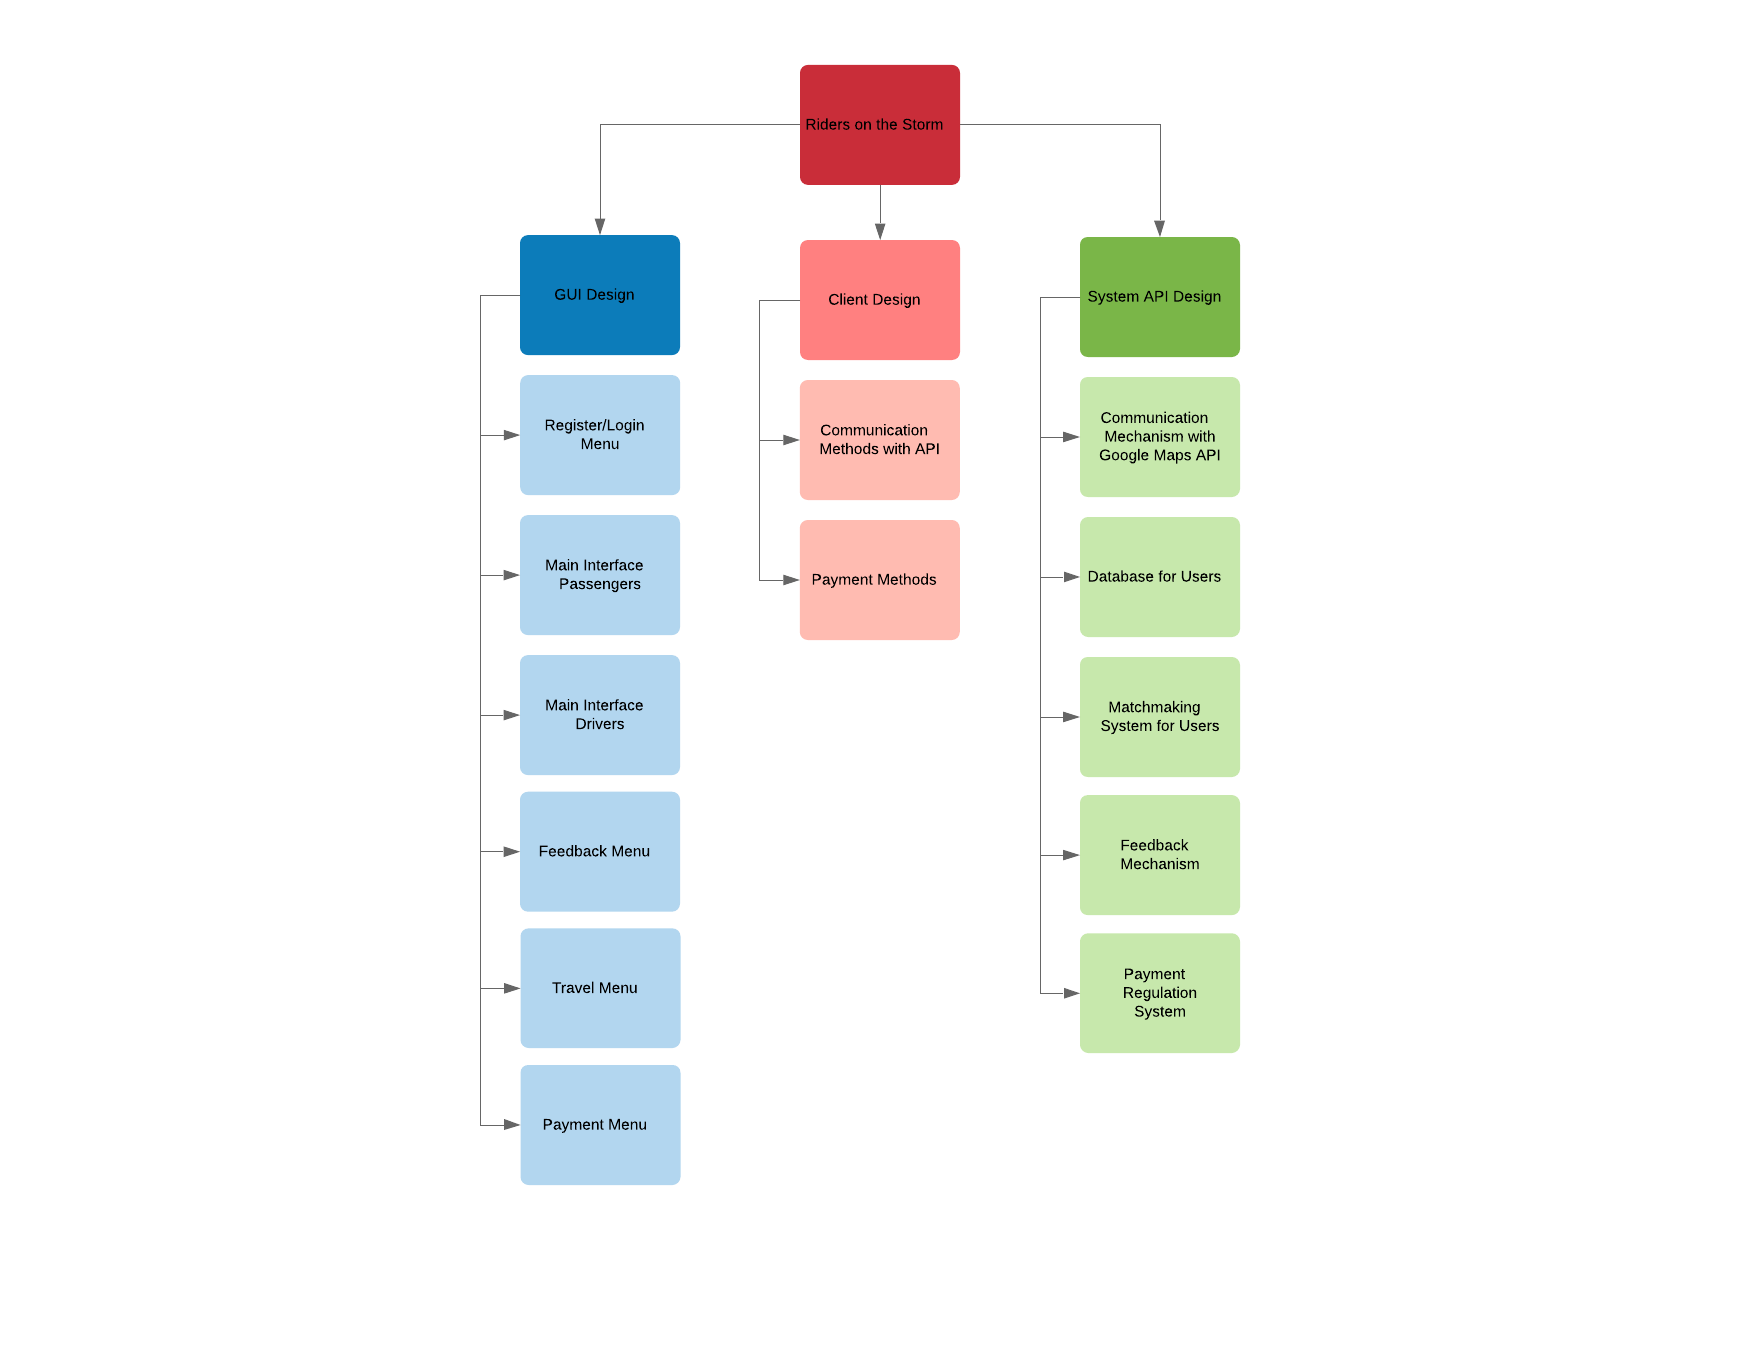 Riders on the Storm
GUI Design
Register/Login
Menu
Main Interface
Passengers
Main Interface
Drivers
Feedback Menu
Travel Menu
Payment Menu
Client Design
Communication
Methods with API
Payment Methods
System API Design
Communication
Mechanism with
Google Maps API
Database for Users
Matchmaking
System for Users
Feedback
Mechanism
Payment
Regulation
System